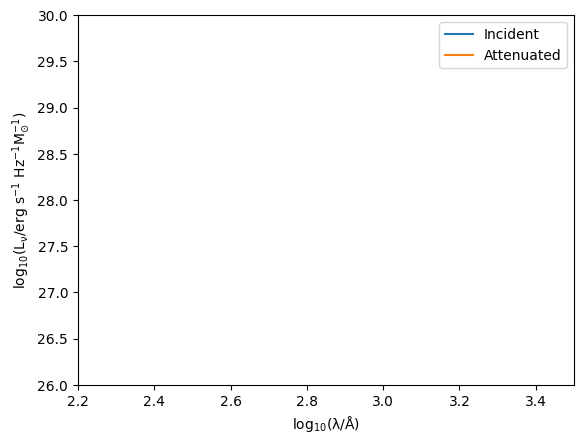 Incident
Attenuated
30.0
29.5
29.0
28.5
28.0
27.5
27.0
26.5
26.0
log₁₀(Lᵥ/erg s⁻¹ Hz⁻¹M⊙⁻¹)
2.2 2.4 2.6 2.8 3.0 3.2 3.4
log₁₀(λ/Å)